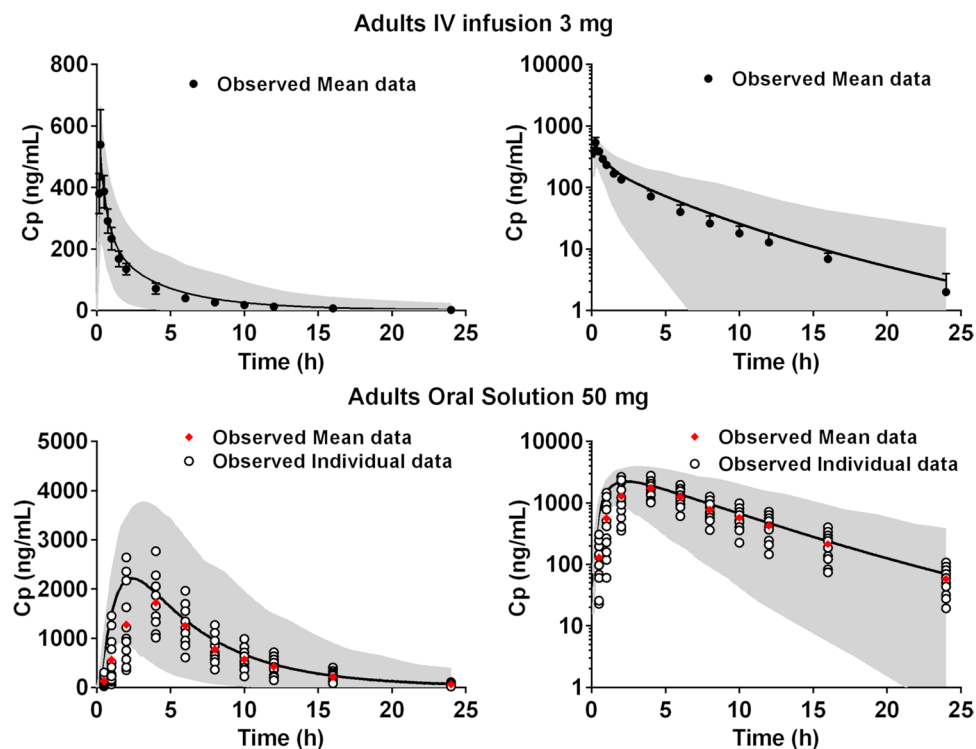 Adults IV infusion 3 mg
800
600
400
200
0
Cp (ng/mL)
Observed Mean data
0 5 10 15 20 25
Time (h)
10000
1000
100
10
1
Cp (ng/mL)
Observed Mean data
0 5 10 15 20 25
Time (h)
Adults Oral Solution 50 mg
5000
4000
3000
2000
1000
0
Cp (ng/mL)
Observed Mean data
Observed Individual data
0 5 10 15 20 25
Time (h)
10000
1000
100
10
1
Cp (ng/mL)
Observed Mean data
Observed Individual data
0 5 10 15 20 25
Time (h)